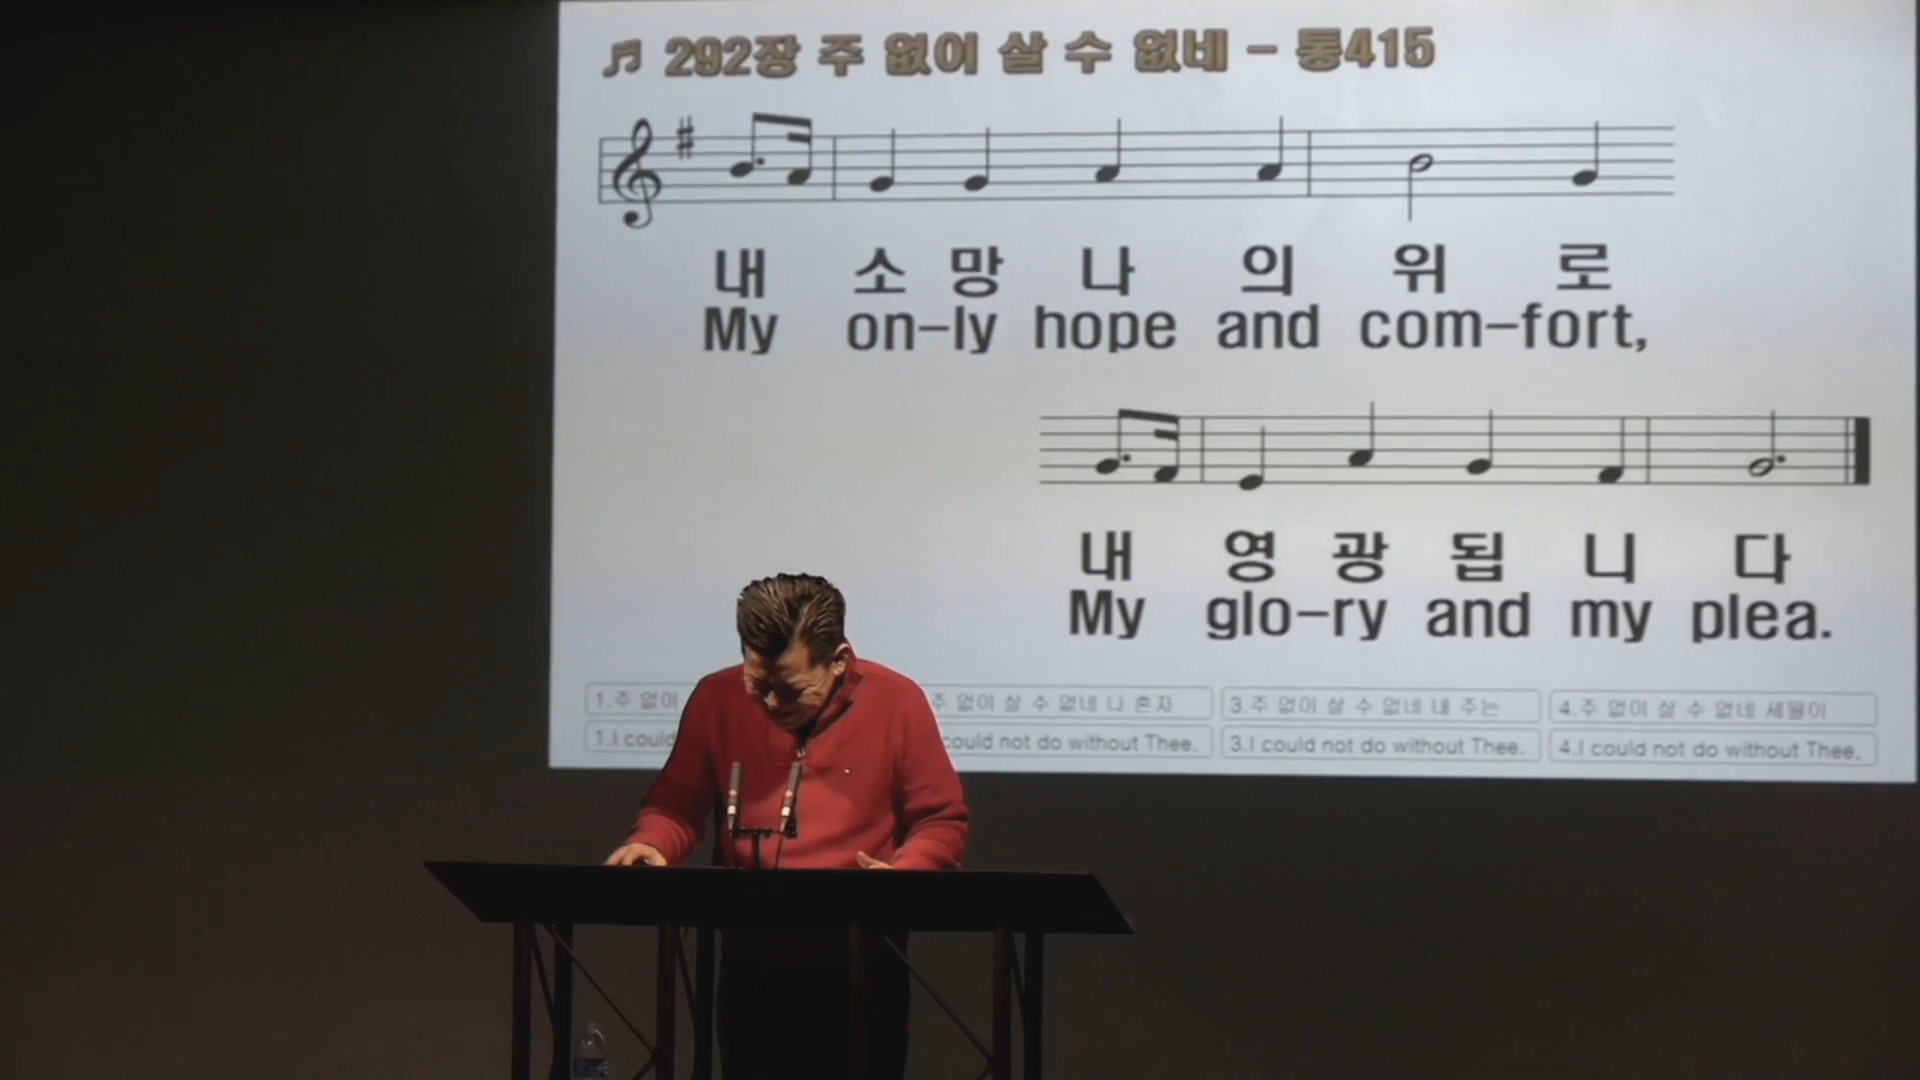 ♬ 292장 주 없이 살 수 없네 - 통415
내 소 망 나 의 위 로
My on-ly hope and com-fort,
내 영 광 됩 니 다
My glo-ry and my plea.
1.주 없이 주 없이 살 수 없네 나 혼자 3.주 없이 살 수 없네 내 주는 4.주 없이 살 수 없네 세월이
1.I could could not do without Thee. 3.I could not do without Thee. 4.I could not do without Thee.